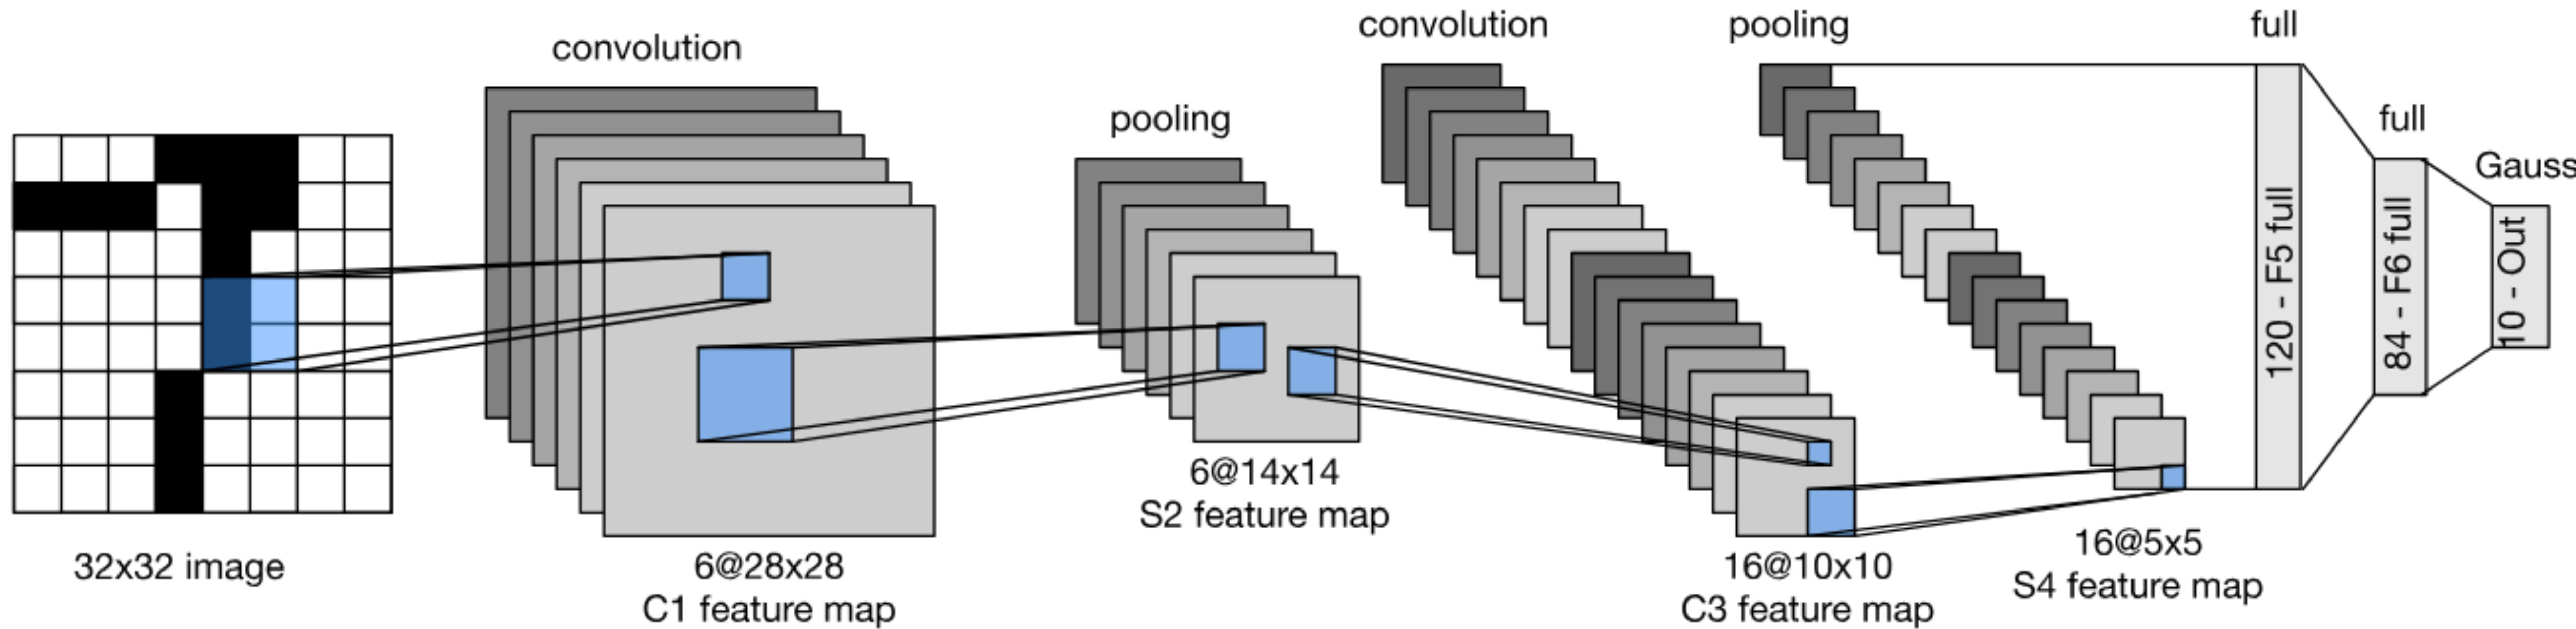 convolution
pooling
convolution
pooling
full
full
Gauss
32x32 image
6@28x28
C1 feature map
6@14x14
S2 feature map
16@10x10
C3 feature map
16@5x5
S4 feature map
120 - F5 full
84 - F6 full
10 - Out